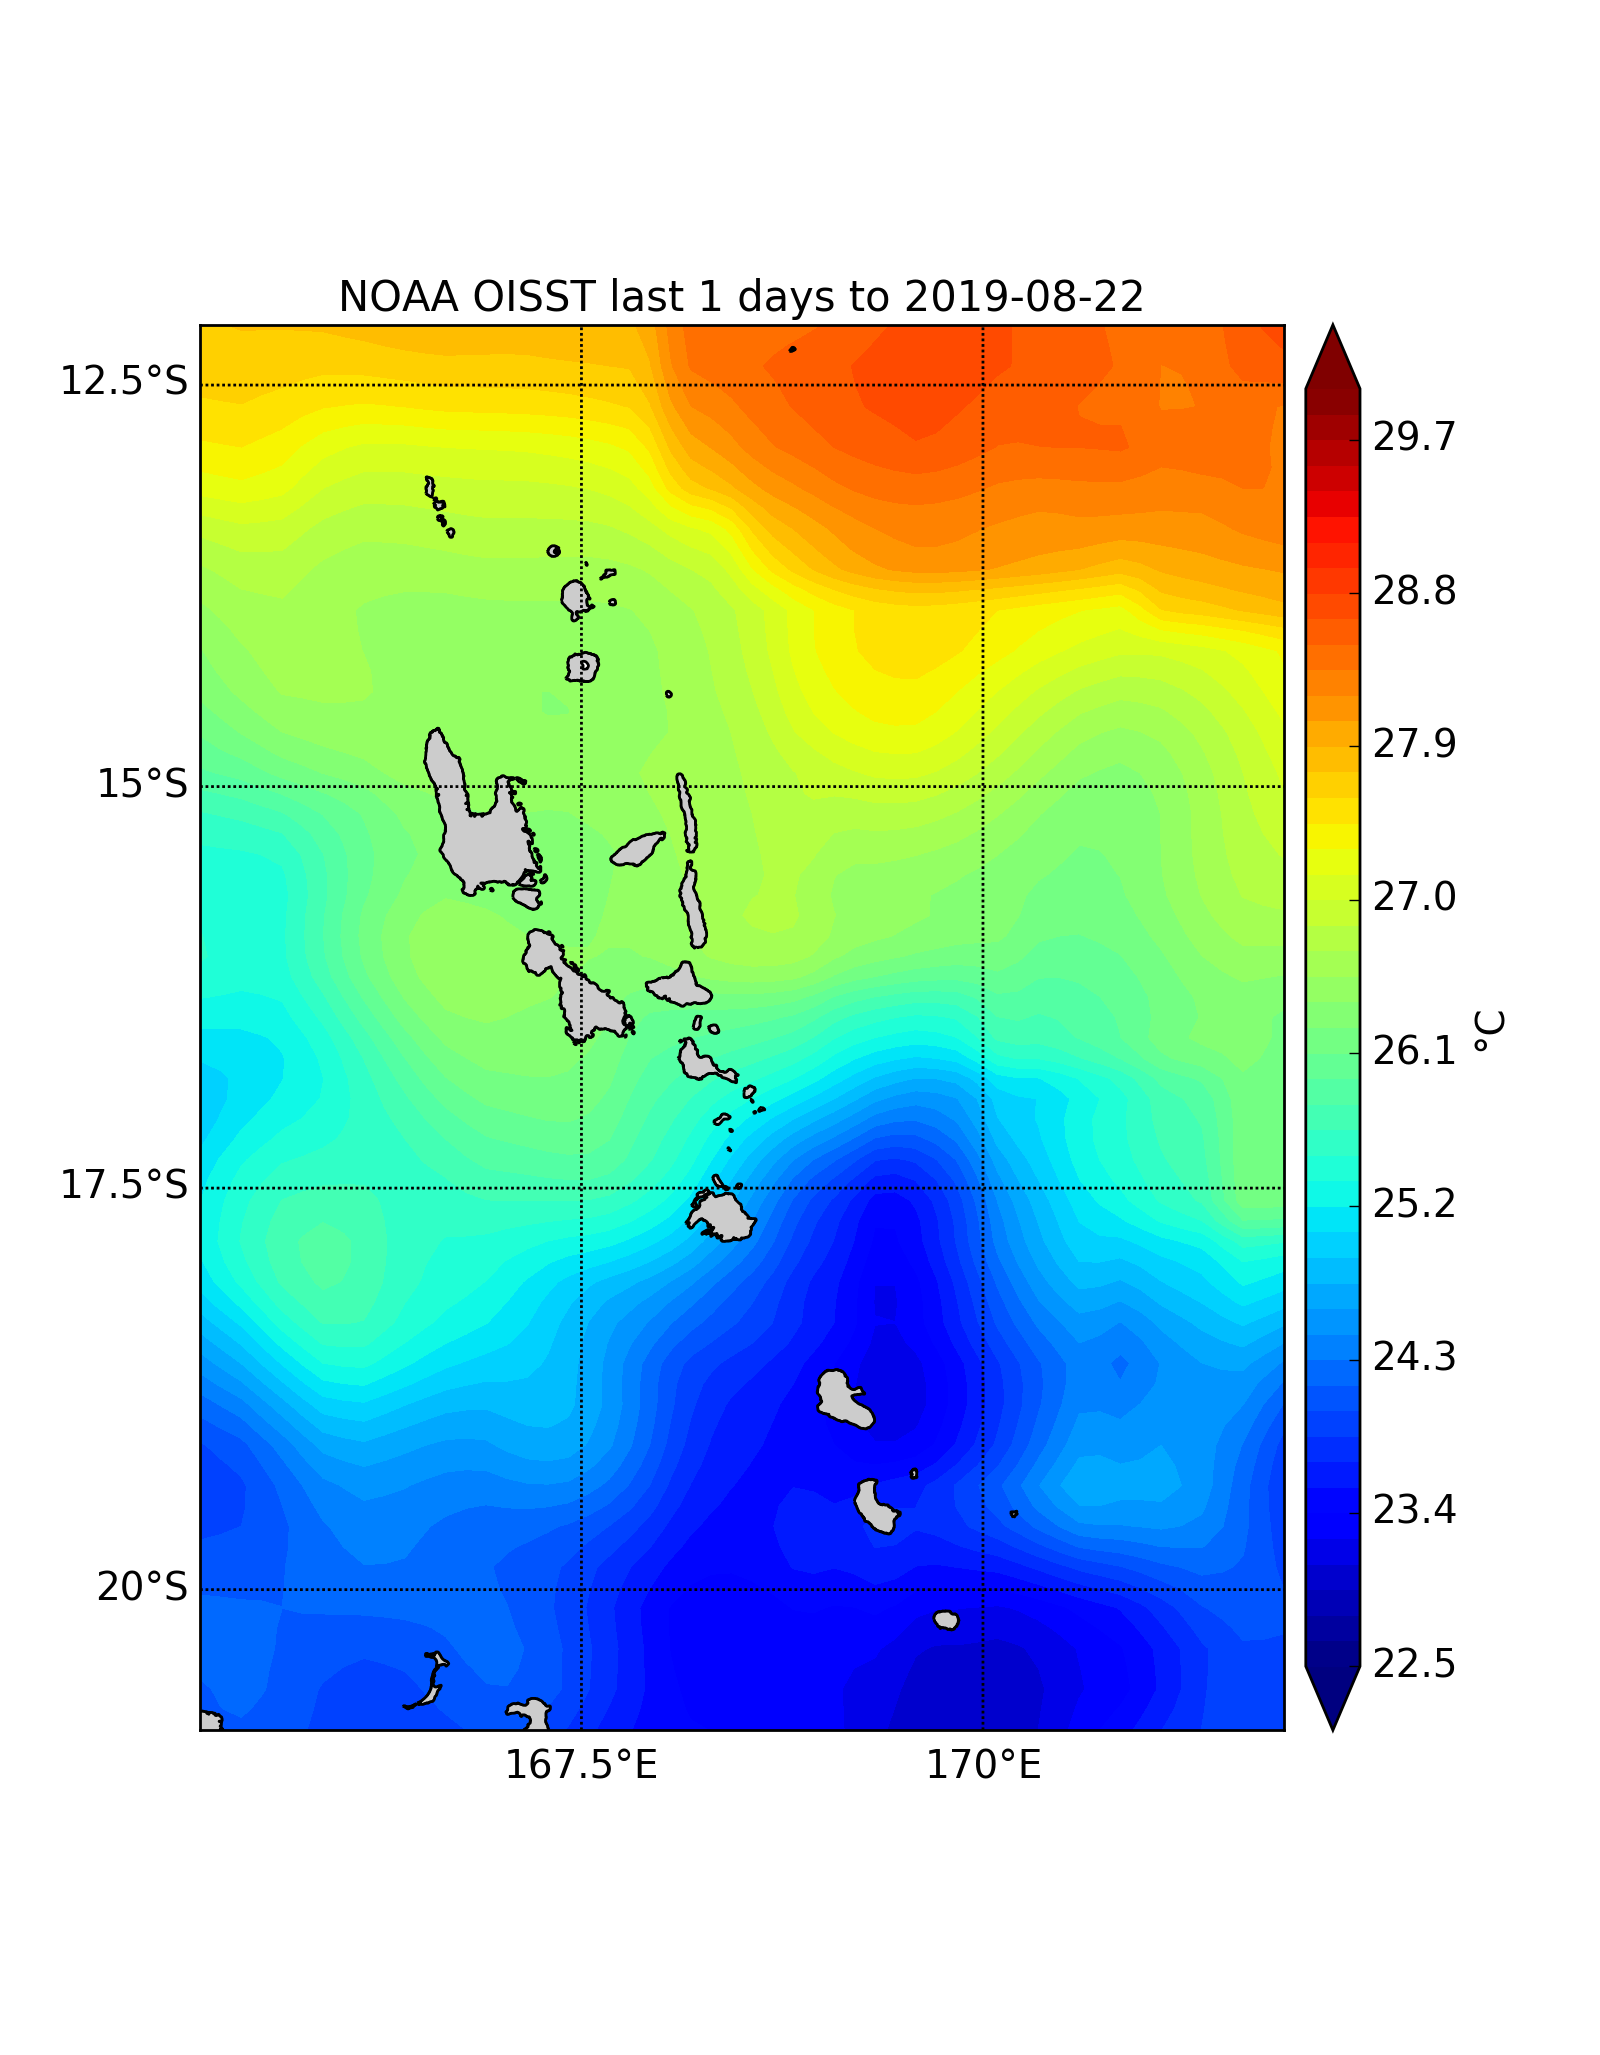 NOAA OISST last 1 days to 2019-08-22
12.5°S
15°S
17.5°S
20°S
167.5°E
170°E
29.7
28.8
27.9
27.0
26.1
25.2
24.3
23.4
22.5
°C